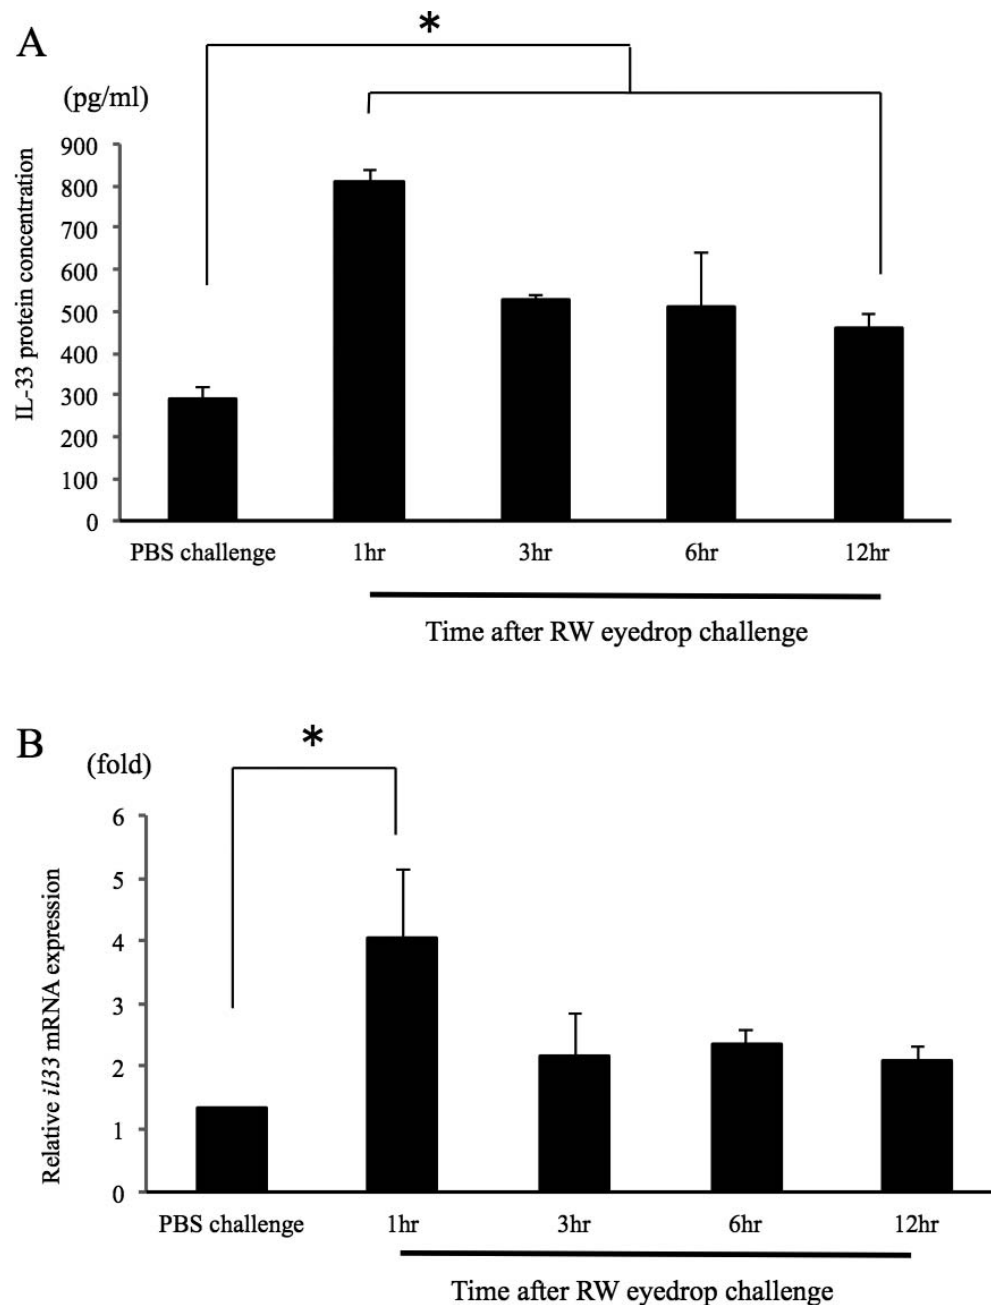 A
*
(pg/ml)
IL-33 protein concentration
900
800
700
600
500
400
300
200
100
0
PBS challenge 1hr 3hr 6hr 12hr
Time after RW eyedrop challenge
B
*
(fold)
Relative il33 mRNA expression
6
5
4
3
2
1
0
PBS challenge 1hr 3hr 6hr 12hr
Time after RW eyedrop challenge